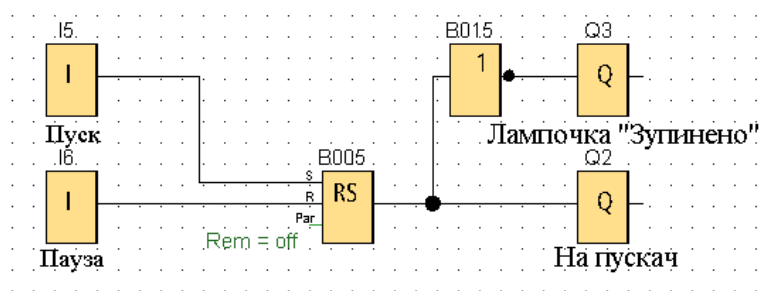 I5
I
Пуск
B015
1
Q3
Q
Лампочка "Зупинено"
I6
I
Пауза
B005
S
R
Par
RS
Rem = off
Q2
Q
На пускач